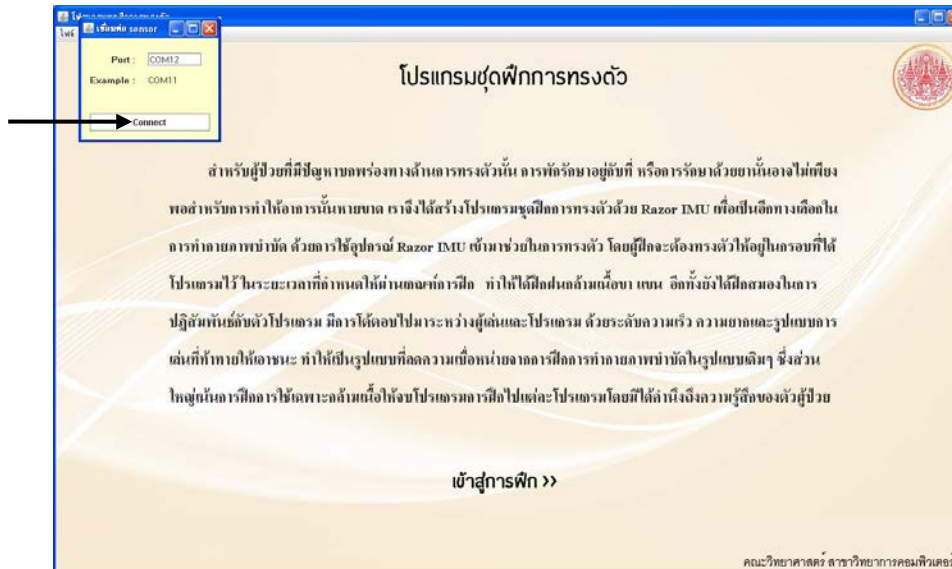 เชื่อมต่อ sensor
Port : COM12
Example : COM11
Connect
โปรแกรมชุดฝึกการทรงตัว
สำหรับผู้ป่วยที่มีปัญหาบกพร่องทางด้านการทรงตัวนั้น การพักรักษาอยู่กับที่ หรือการรักษาด้วยยานั้นอาจไม่เพียง
พอสำหรับการทำให้อาการนั้นหายขาด เราจึงได้สร้างโปรแกรมชุดฝึกการทรงตัวด้วย Razor IMU เพื่อเป็นอีกทางเลือกใน
การทำกายภาพบำบัด ด้วยการใช้อุปกรณ์ Razor IMU เข้ามาช่วยในการทรงตัว โดยผู้ฝึกจะต้องทรงตัวให้อยู่ในกรอบที่ได้
โปรแกรมไว้ ในระยะเวลาที่กำหนดให้ผ่านเกณฑ์การฝึก ทำให้ได้ฝึกฝนกล้ามเนื้อขา แขน อีกทั้งยังได้ฝึกสมองในการ
ปฏิสัมพันธ์กับตัวโปรแกรม มีการโต้ตอบไปมาระหว่างผู้เล่นและโปรแกรม ด้วยระดับความเร็ว ความยากและรูปแบบการ
เล่นที่ท้าทายให้เอาชนะ ทำให้เป็นรูปแบบที่ลดความเบื่อหน่ายจากการฝึกการทำกายภาพบำบัดในรูปแบบเดิมๆ ซึ่งส่วน
ใหญ่เน้นการฝึกการใช้เฉพาะกล้ามเนื้อให้จบโปรแกรมการฝึกไปแต่ละโปรแกรมโดยมิได้คำนึงถึงความรู้สึกของตัวผู้ป่วย
เข้าสู่การฝึก >>
คณะวิทยาศาสตร์ สาขาวิทยาการคอมพิวเตอร์